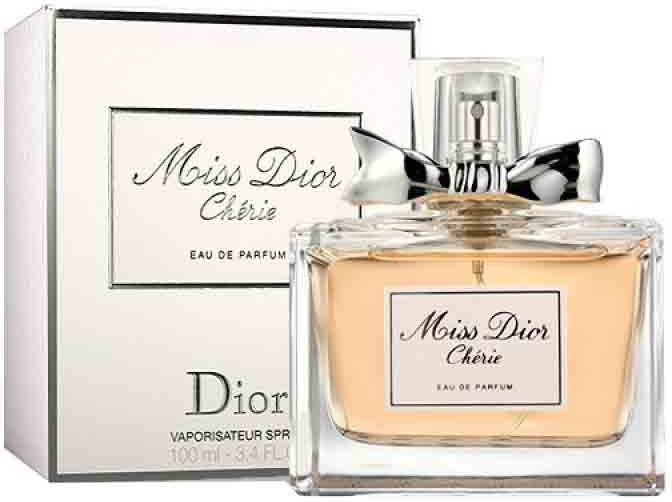 Miss Dior
Chérie
EAU DE PARFUM
Dior
VAPORISATEUR
100 ml - 3.4 FL.
Miss Dior
Chérie
EAU DE PARFUM